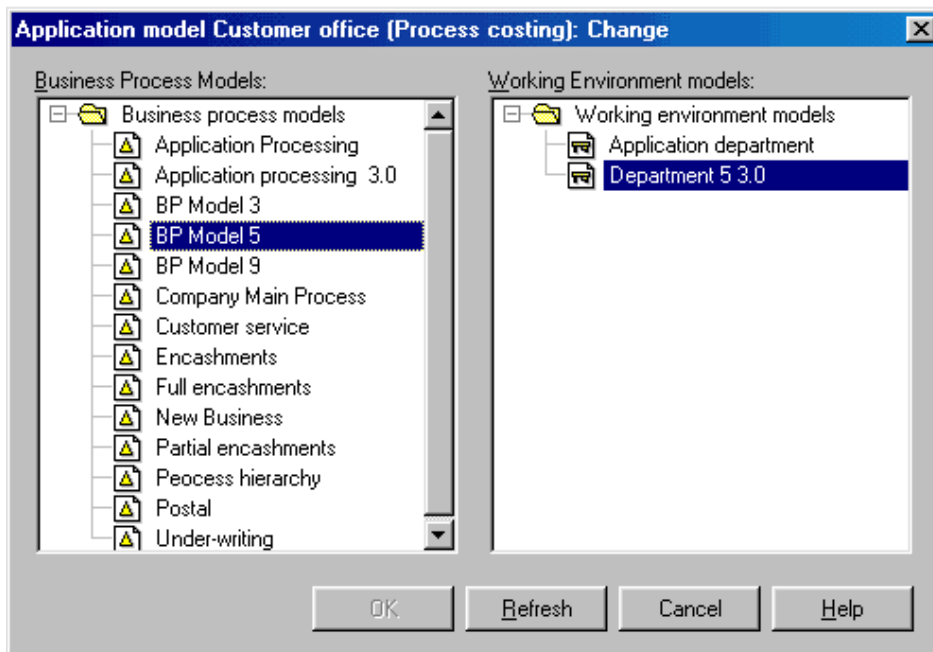 Application model Customer office (Process costing): Change
Business Process Models:
Business process models
Application Processing
Application processing 3.0
BP Model 3
BP Model 5
BP Model 9
Company Main Process
Customer service
Encashments
Full encashments
New Business
Partial encashments
Peocess hierarchy
Postal
Under-writing
Working Environment models:
Working environment models
Application department
Department 5 3.0
OK
Refresh
Cancel
Help